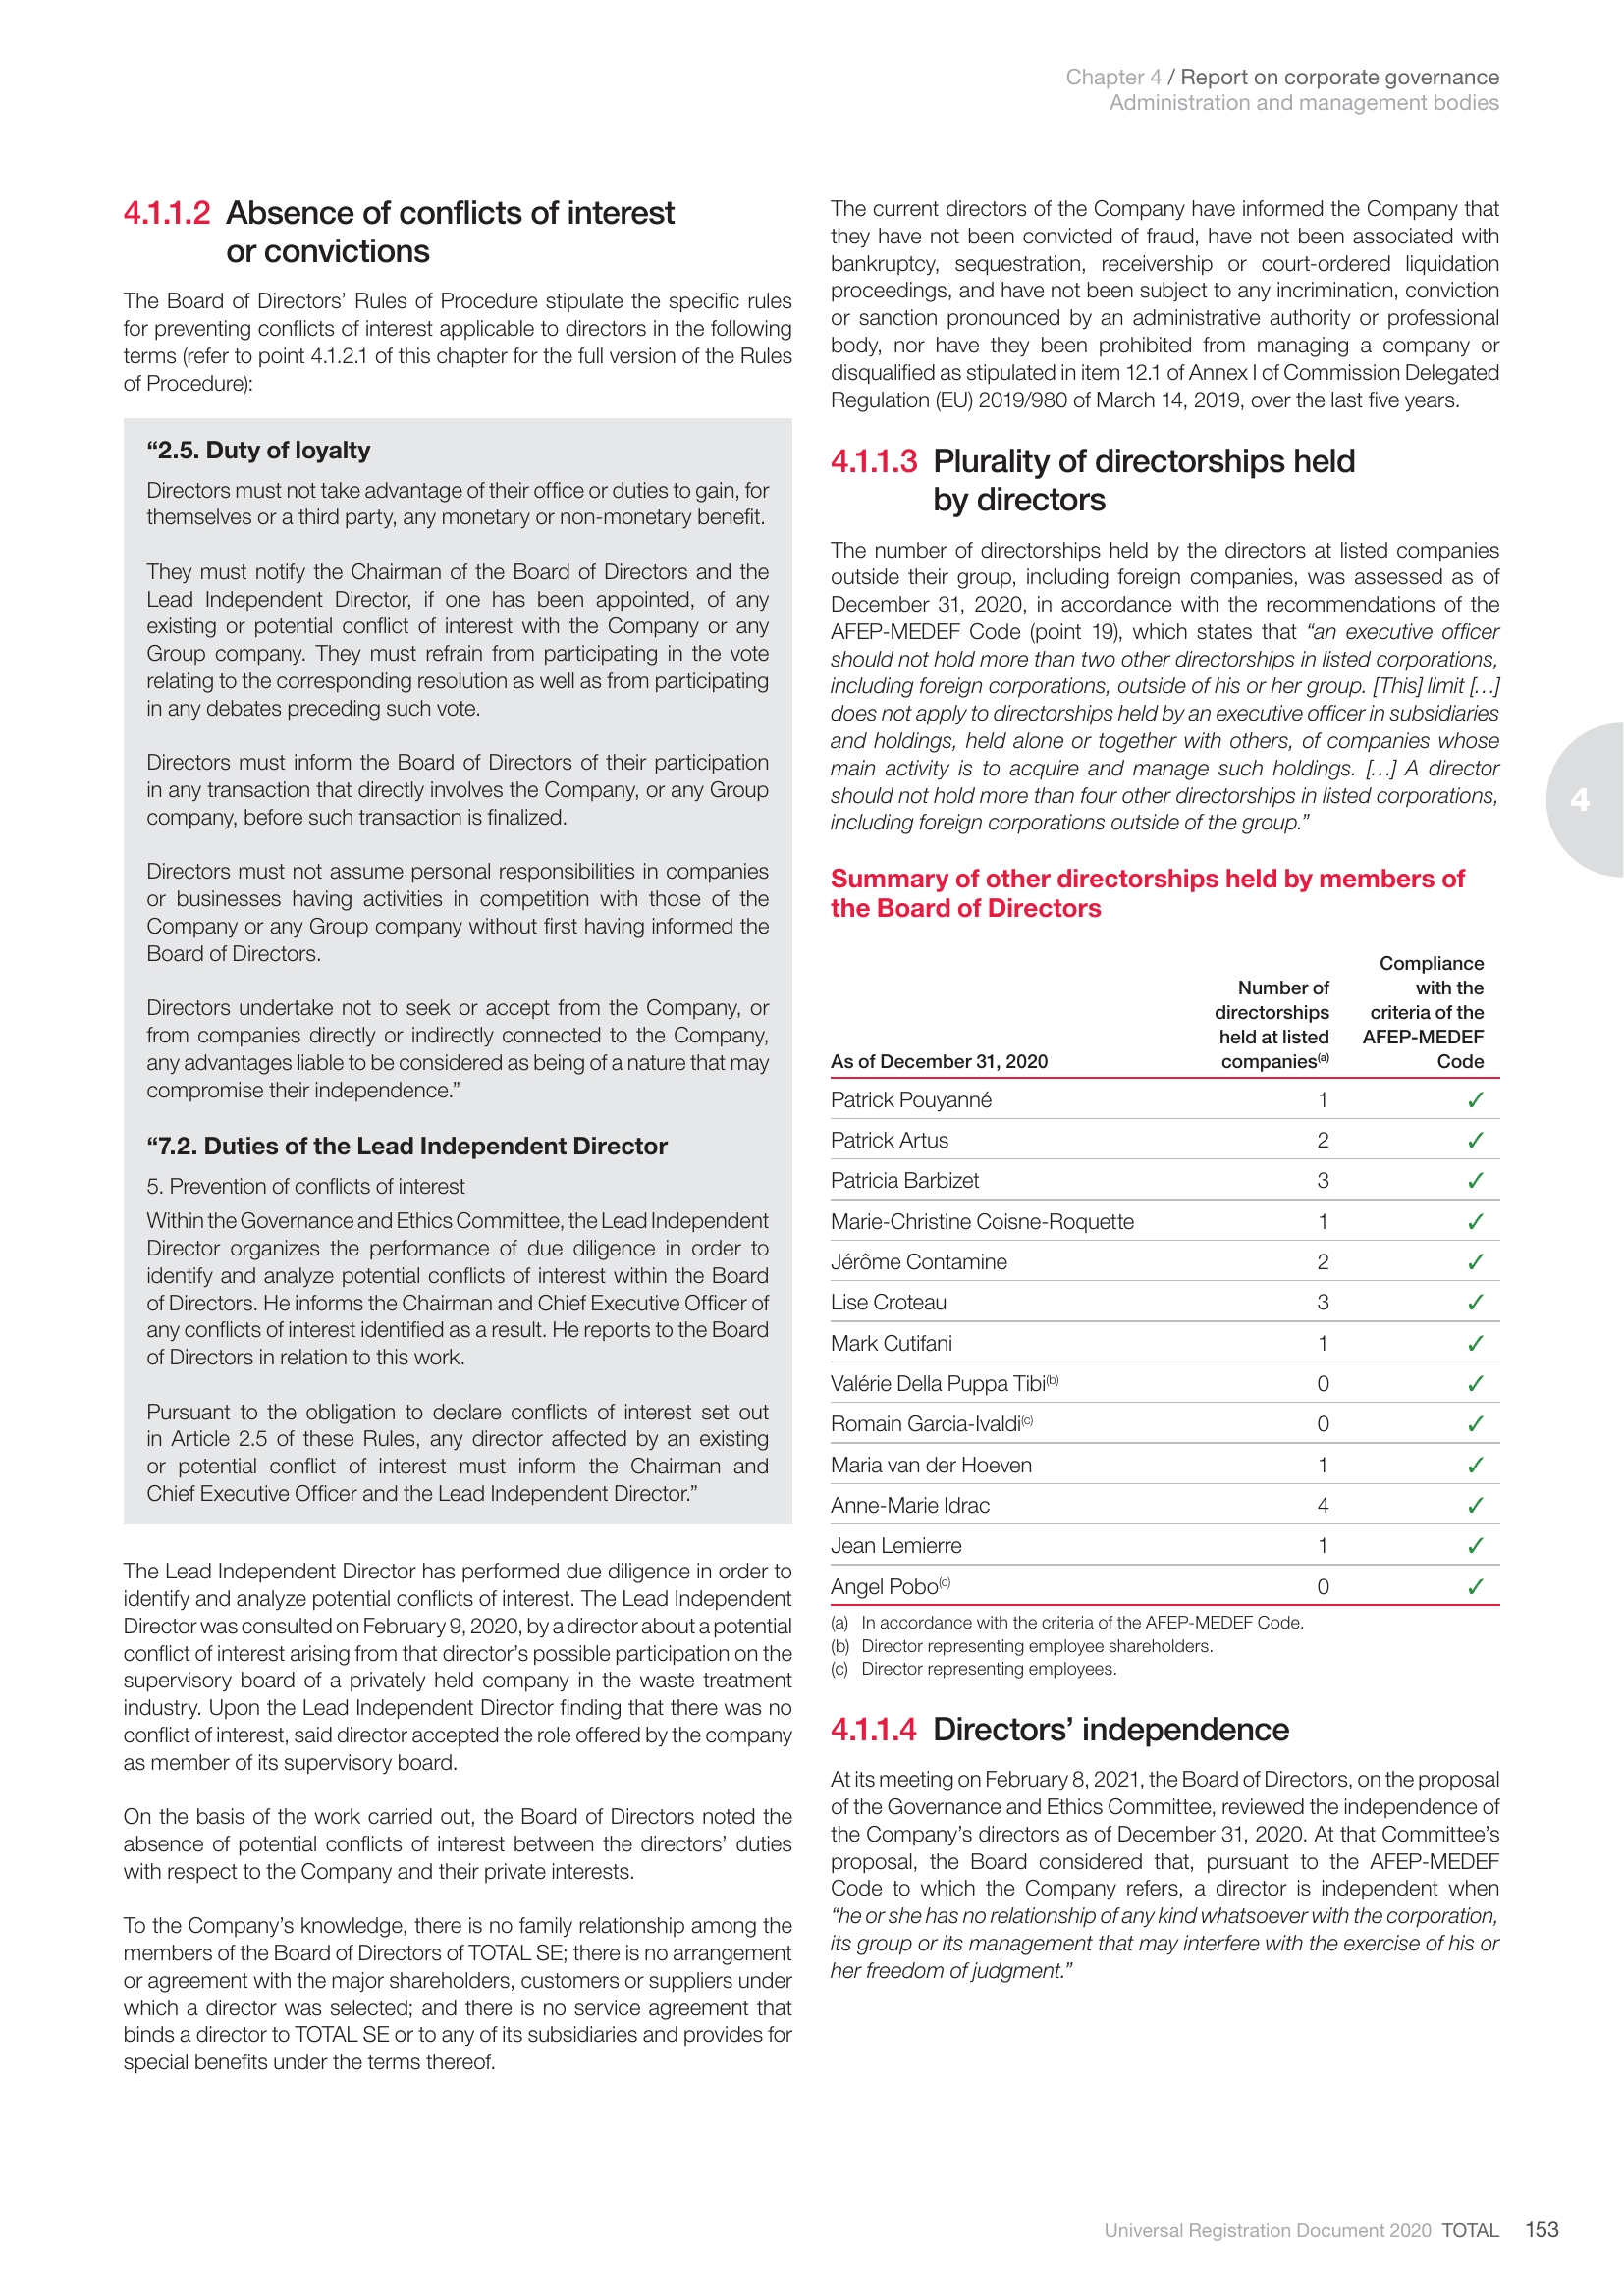 Chapter 4 / Report on corporate governance
Administration and management bodies
4.1.1.2 Absence of conflicts of interest
or convictions
The Board of Directors’ Rules of Procedure stipulate the specific rules
for preventing conflicts of interest applicable to directors in the following
terms (refer to point 4.1.2.1 of this chapter for the full version of the Rules
of Procedure):
“2.5. Duty of loyalty
Directors must not take advantage of their office or duties to gain, for
themselves or a third party, any monetary or non-monetary benefit.
They must notify the Chairman of the Board of Directors and the
Lead Independent Director, if one has been appointed, of any
existing or potential conflict of interest with the Company or any
Group company. They must refrain from participating in the vote
relating to the corresponding resolution as well as from participating
in any debates preceding such vote.
Directors must inform the Board of Directors of their participation
in any transaction that directly involves the Company, or any Group
company, before such transaction is finalized.
Directors must not assume personal responsibilities in companies
or businesses having activities in competition with those of the
Company or any Group company without first having informed the
Board of Directors.
Directors undertake not to seek or accept from the Company, or
from companies directly or indirectly connected to the Company,
any advantages liable to be considered as being of a nature that may
compromise their independence.”
“7.2. Duties of the Lead Independent Director
5. Prevention of conflicts of interest
Within the Governance and Ethics Committee, the Lead Independent
Director organizes the performance of due diligence in order to
identify and analyze potential conflicts of interest within the Board
of Directors. He informs the Chairman and Chief Executive Officer of
any conflicts of interest identified as a result. He reports to the Board
of Directors in relation to this work.
Pursuant to the obligation to declare conflicts of interest set out
in Article 2.5 of these Rules, any director affected by an existing
or potential conflict of interest must inform the Chairman and
Chief Executive Officer and the Lead Independent Director.”
The Lead Independent Director has performed due diligence in order to
identify and analyze potential conflicts of interest. The Lead Independent
Director was consulted on February 9, 2020, by a director about a potential
conflict of interest arising from that director’s possible participation on the
supervisory board of a privately held company in the waste treatment
industry. Upon the Lead Independent Director finding that there was no
conflict of interest, said director accepted the role offered by the company
as member of its supervisory board.
On the basis of the work carried out, the Board of Directors noted the
absence of potential conflicts of interest between the directors’ duties
with respect to the Company and their private interests.
To the Company’s knowledge, there is no family relationship among the
members of the Board of Directors of TOTAL SE; there is no arrangement
or agreement with the major shareholders, customers or suppliers under
which a director was selected; and there is no service agreement that
binds a director to TOTAL SE or to any of its subsidiaries and provides for
special benefits under the terms thereof.
The current directors of the Company have informed the Company that
they have not been convicted of fraud, have not been associated with
bankruptcy, sequestration, receivership or court-ordered liquidation
proceedings, and have not been subject to any incrimination, conviction
or sanction pronounced by an administrative authority or professional
body, nor have they been prohibited from managing a company or
disqualified as stipulated in item 12.1 of Annex I of Commission Delegated
Regulation (EU) 2019/980 of March 14, 2019, over the last five years.
4.1.1.3 Plurality of directorships held
by directors
The number of directorships held by the directors at listed companies
outside their group, including foreign companies, was assessed as of
December 31, 2020, in accordance with the recommendations of the
AFEP-MEDEF Code (point 19), which states that “an executive officer
should not hold more than two other directorships in listed corporations,
including foreign corporations, outside of his or her group. [This] limit […]
does not apply to directorships held by an executive officer in subsidiaries
and holdings, held alone or together with others, of companies whose
main activity is to acquire and manage such holdings. […] A director
should not hold more than four other directorships in listed corporations,
including foreign corporations outside of the group.”
Summary of other directorships held by members of
the Board of Directors
As of December 31, 2020
Number of
directorships
held at listed
companies(a)
Compliance
with the
criteria of the
AFEP-MEDEF
Code
Patrick Pouyanné 1 ✓
Patrick Artus 2 ✓
Patricia Barbizet 3 ✓
Marie-Christine Coisne-Roquette 1 ✓
Jérôme Contamine 2 ✓
Lise Croteau 3 ✓
Mark Cutifani 1 ✓
Valérie Della Puppa Tibi(b) 0 ✓
Romain Garcia-Ivaldi(c) 0 ✓
Maria van der Hoeven 1 ✓
Anne-Marie Idrac 4 ✓
Jean Lemierre 1 ✓
Angel Pobo(c) 0 ✓
(a) In accordance with the criteria of the AFEP-MEDEF Code.
(b) Director representing employee shareholders.
(c) Director representing employees.
4.1.1.4 Directors’ independence
At its meeting on February 8, 2021, the Board of Directors, on the proposal
of the Governance and Ethics Committee, reviewed the independence of
the Company’s directors as of December 31, 2020. At that Committee’s
proposal, the Board considered that, pursuant to the AFEP-MEDEF
Code to which the Company refers, a director is independent when
“he or she has no relationship of any kind whatsoever with the corporation,
its group or its management that may interfere with the exercise of his or
her freedom of judgment.”
4
Universal Registration Document 2020 TOTAL 153